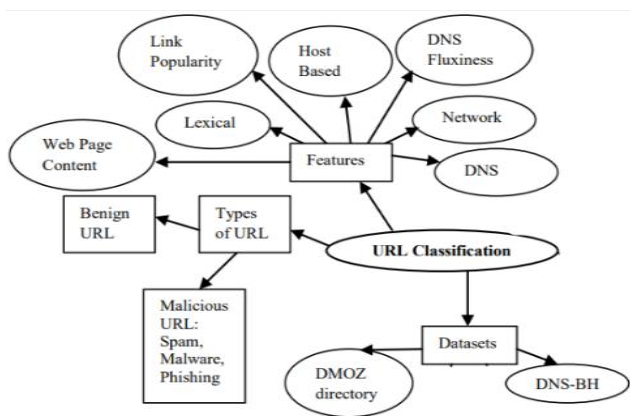 Link
Popularity
Host
Based
DNS
Fluxiness
Lexical
Network
Web Page
Content
Features
DNS
Benign
URL
Types
of URL
URL Classification
Malicious
URL:
Spam,
Malware,
Phishing
Datasets
DMOZ
directory
DNS-BH